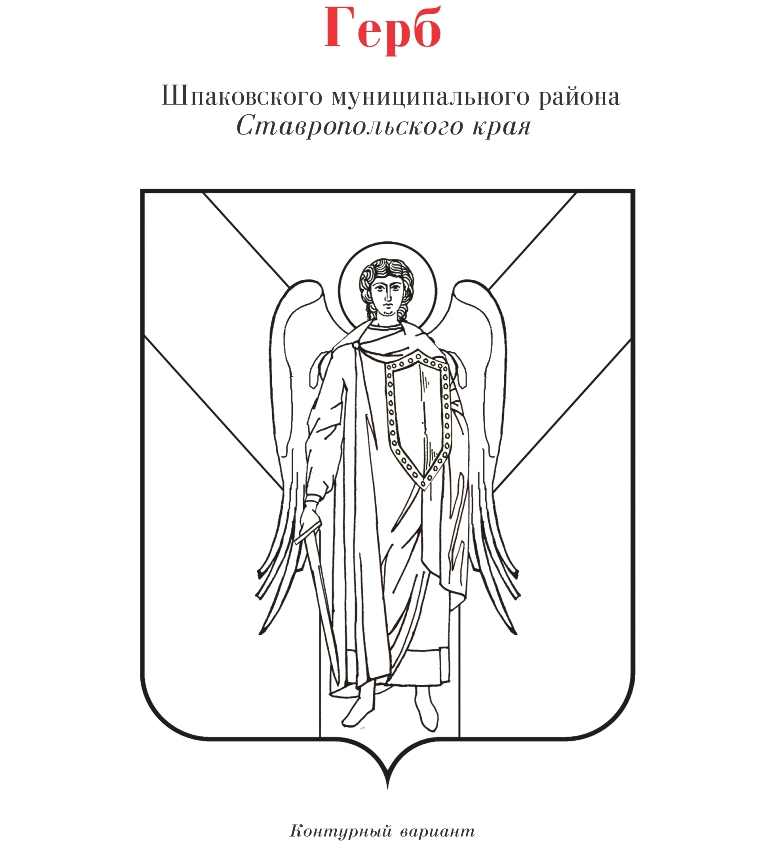 Герб
Шпаковского муниципального района
Ставропольского края
Контурный вариант